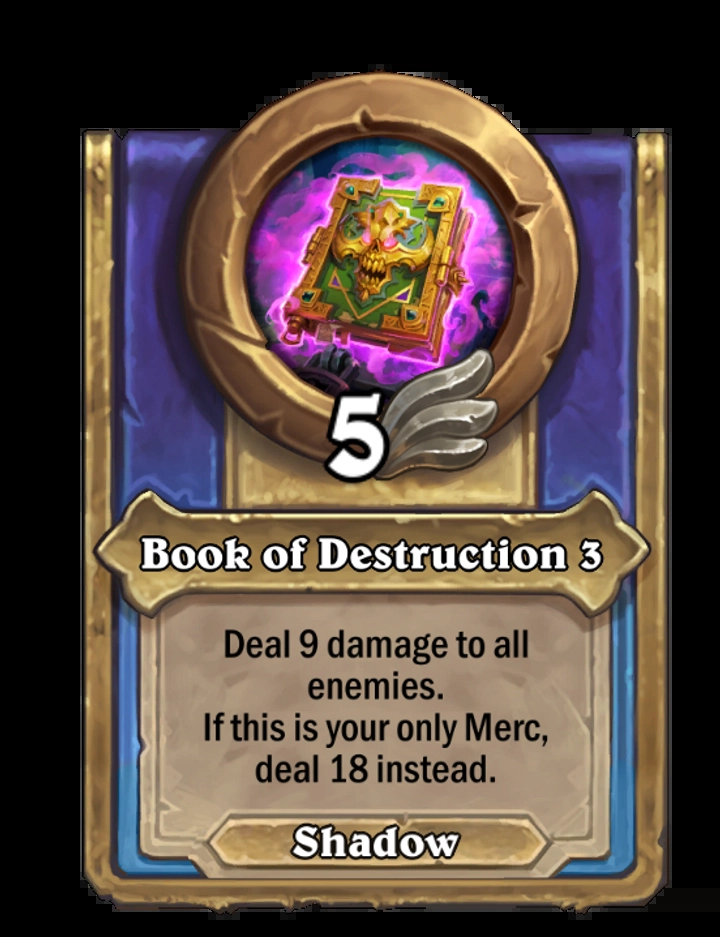 5
Book of Destruction 3
Deal 9 damage to all
enemies.
If this is your only Merc,
deal 18 instead.
Shadow